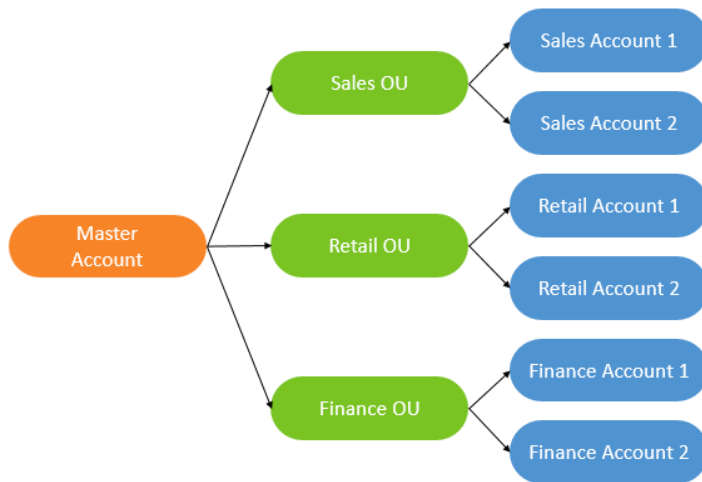 Sales Account 1
Sales OU
Sales Account 2
Retail Account 1
Master
Account
Retail OU
Retail Account 2
Finance Account 1
Finance OU
Finance Account 2